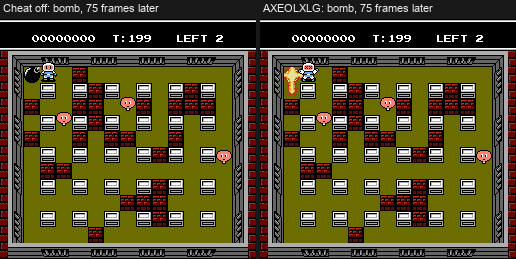 Cheat off: bomb, 75 frames later
AXEOLXLG: bomb, 75 frames later
00000000 T:199 LEFT 2
00000000 T:199 LEFT 2